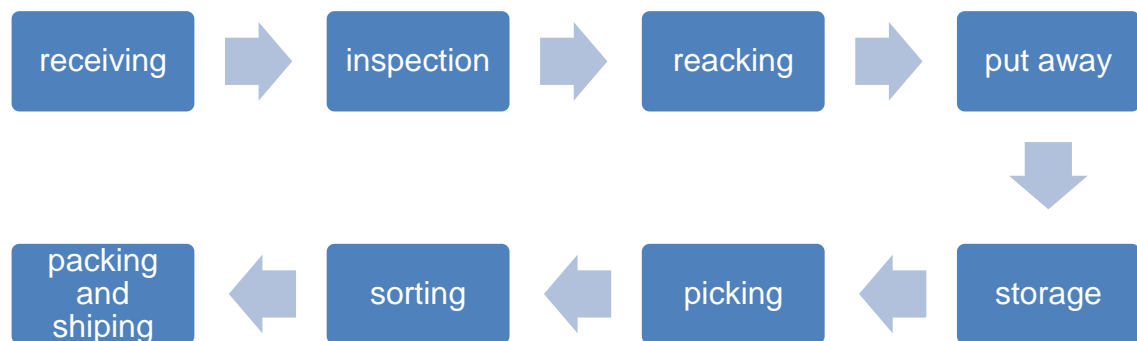 receiving
inspection
reacking
put away
storage
picking
sorting
packing
and
shiping